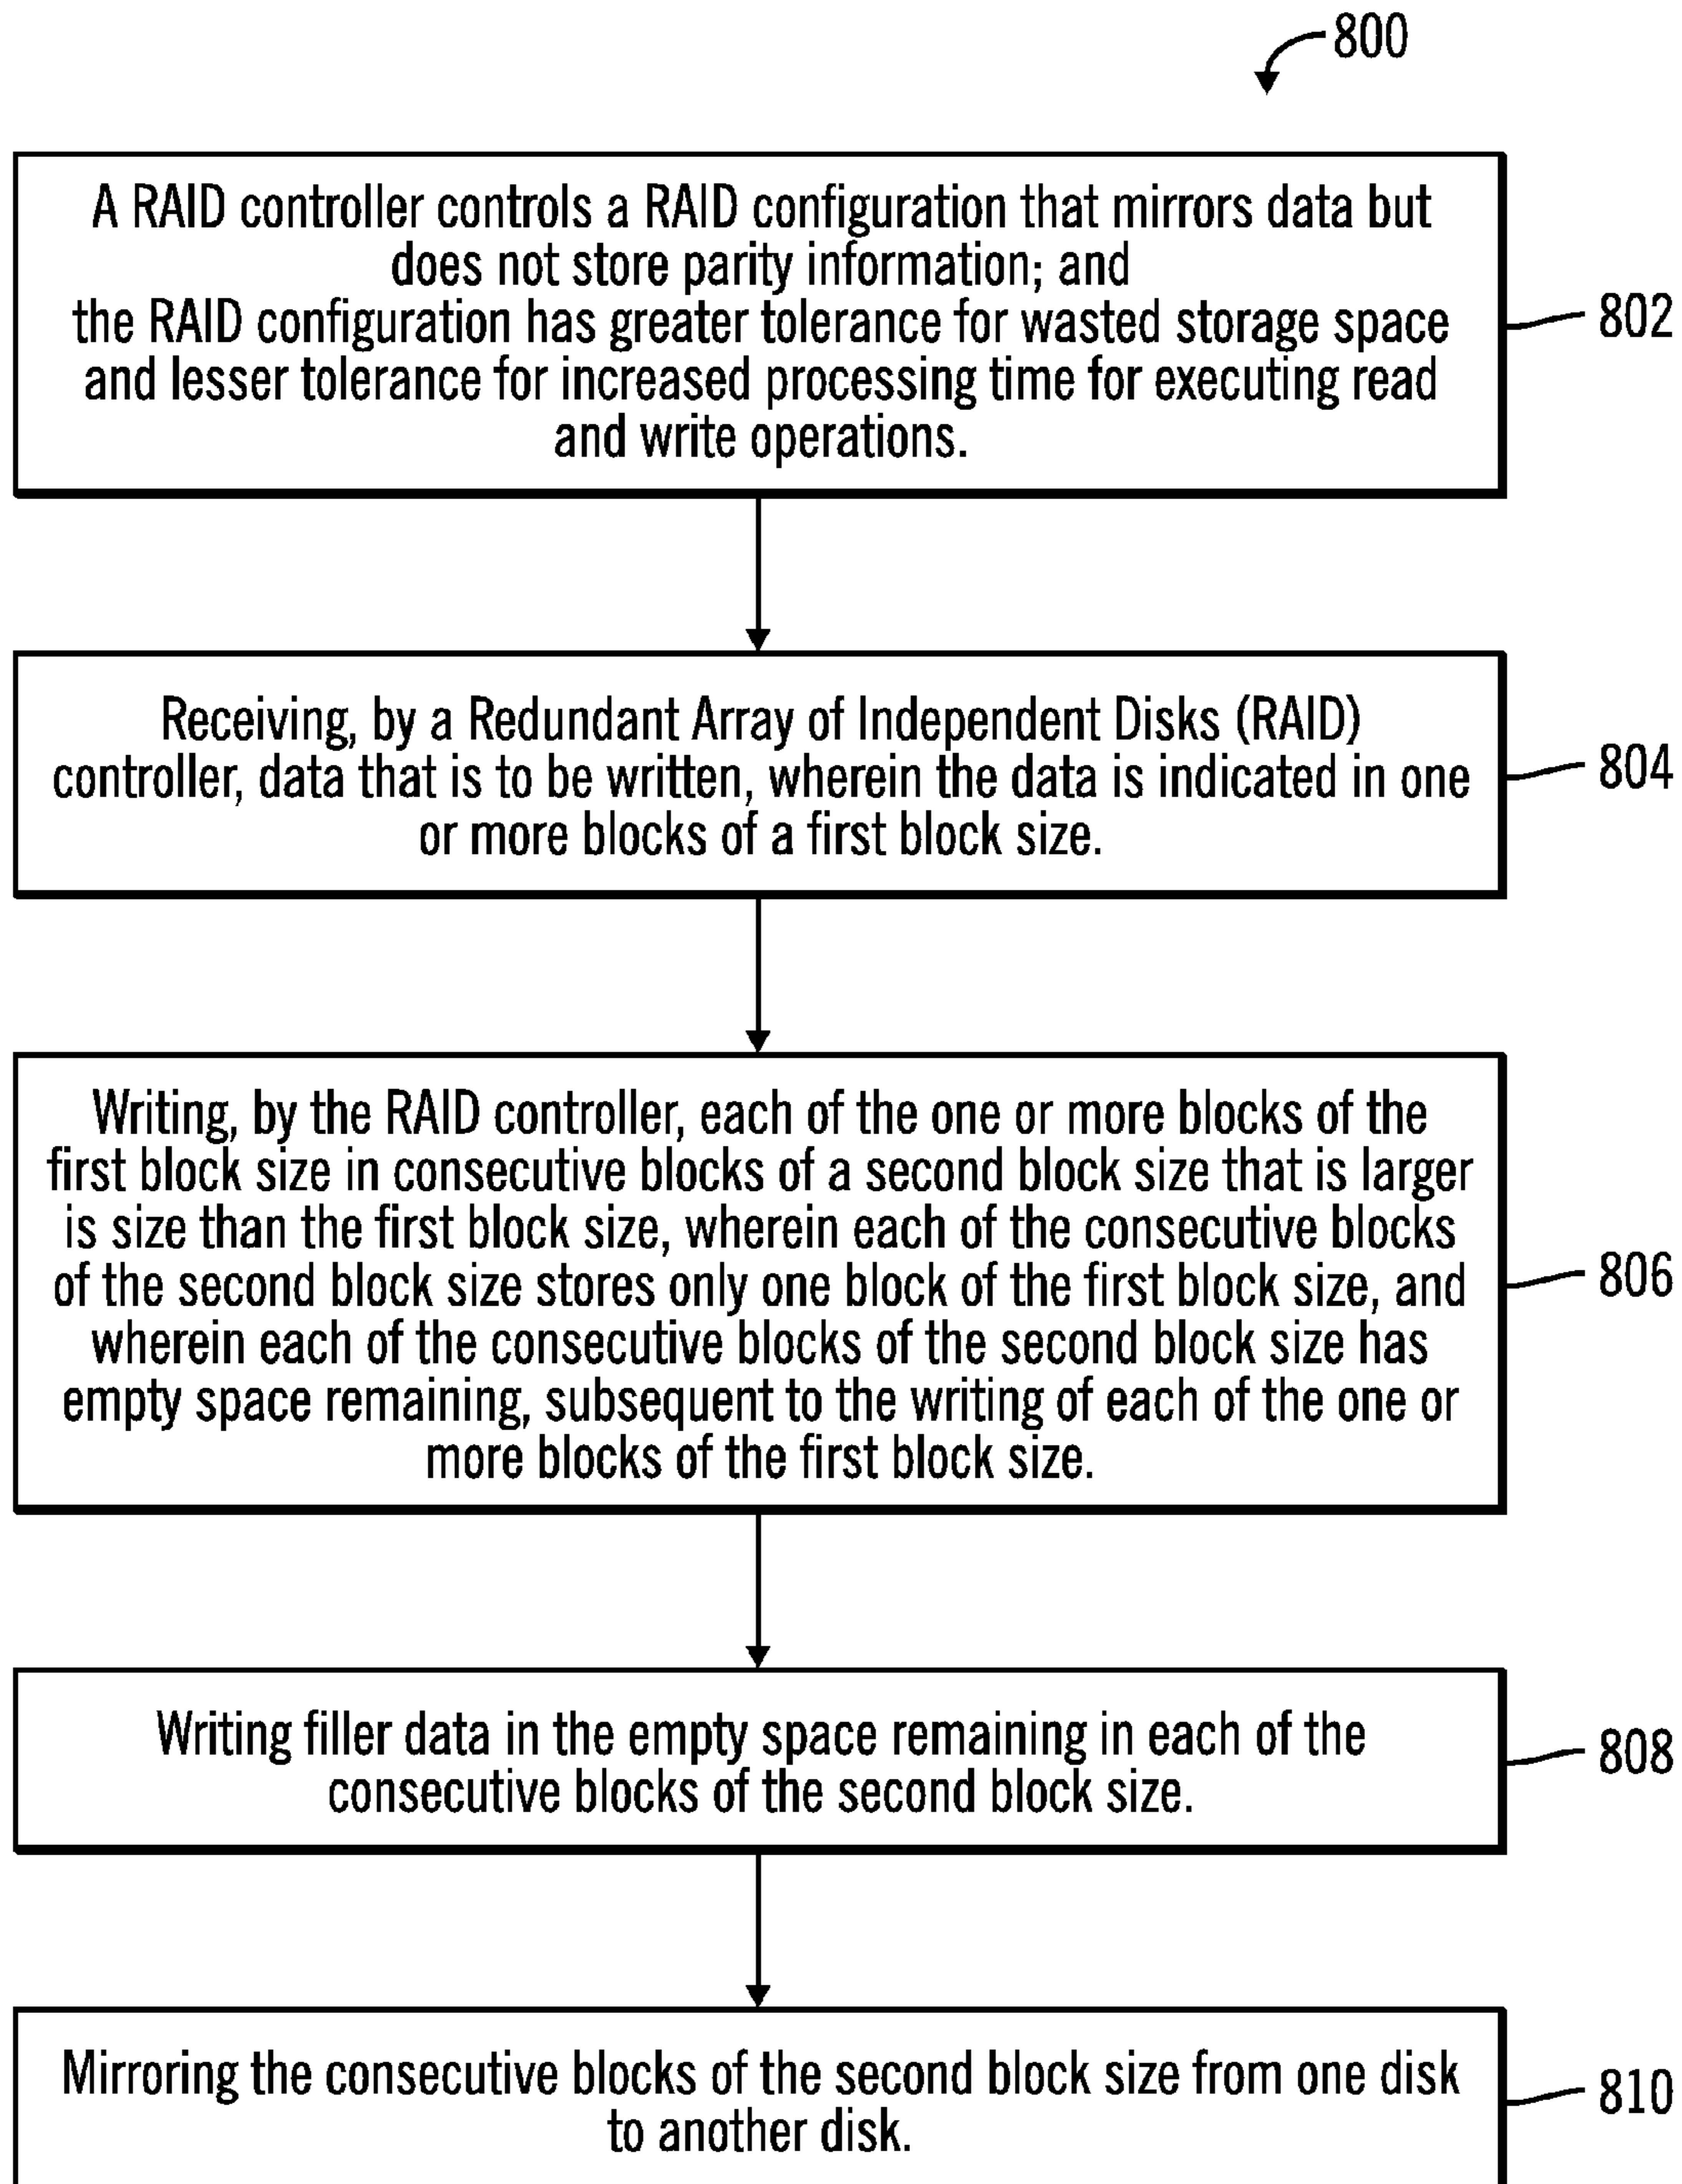 800
A RAID controller controls a RAID configuration that mirrors data but
does not store parity information; and
the RAID configuration has greater tolerance for wasted storage space
and lesser tolerance for increased processing time for executing read
and write operations.
802
Receiving, by a Redundant Array of Independent Disks (RAID)
controller, data that is to be written, wherein the data is indicated in one
or more blocks of a first block size.
804
Writing, by the RAID controller, each of the one or more blocks of the
first block size in consecutive blocks of a second block size that is larger
is size than the first block size, wherein each of the consecutive blocks
of the second block size stores only one block of the first block size, and
wherein each of the consecutive blocks of the second block size has
empty space remaining, subsequent to the writing of each of the one or
more blocks of the first block size.
806
Writing filler data in the empty space remaining in each of the
consecutive blocks of the second block size.
808
Mirroring the consecutive blocks of the second block size from one disk
to another disk.
810